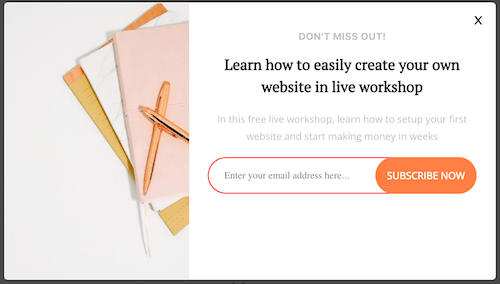 X
DON'T MISS OUT!
Learn how to easily create your own
website in live workshop
In this free live workshop, learn how to setup your first
website and start making money in weeks
Enter your email address here...
SUBSCRIBE NOW